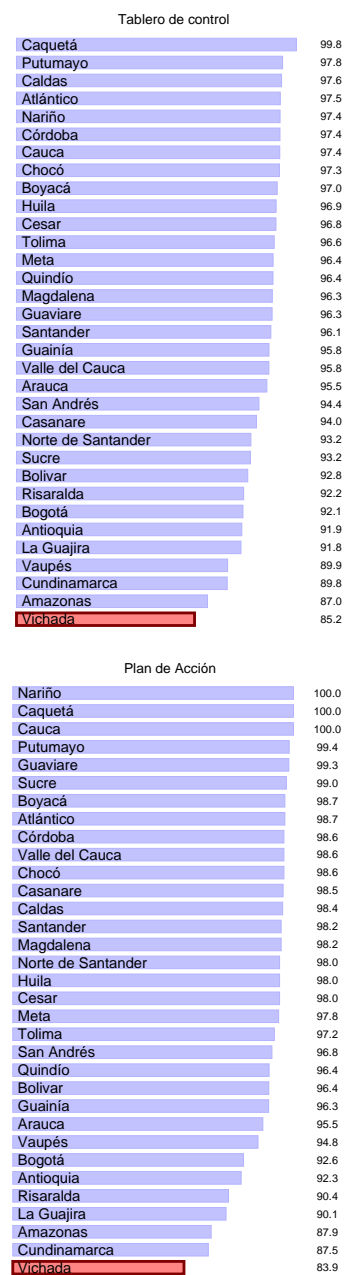 Tablero de control
Caquetá 99.8
Putumayo 97.8
Caldas 97.6
Atlántico 97.5
Nariño 97.4
Córdoba 97.4
Cauca 97.4
Chocó 97.3
Boyacá 97.0
Huila 96.9
Cesar 96.8
Tolima 96.6
Meta 96.4
Quindío 96.4
Magdalena 96.3
Guaviare 96.3
Santander 96.1
Guainía 95.8
Valle del Cauca 95.8
Arauca 95.5
San Andrés 94.4
Casanare 94.0
Norte de Santander 93.2
Sucre 93.2
Bolivar 92.8
Risaralda 92.2
Bogotá 92.1
Antioquia 91.9
La Guajira 91.8
Vaupés 89.9
Cundinamarca 89.8
Amazonas 87.0
Vichada 85.2
Plan de Acción
Nariño 100.0
Caquetá 100.0
Cauca 100.0
Putumayo 99.4
Guaviare 99.3
Sucre 99.0
Boyacá 98.7
Atlántico 98.7
Córdoba 98.6
Valle del Cauca 98.6
Chocó 98.6
Casanare 98.5
Caldas 98.4
Santander 98.2
Magdalena 98.2
Norte de Santander 98.0
Huila 98.0
Cesar 98.0
Meta 97.8
Tolima 97.2
San Andrés 96.8
Quindío 96.4
Bolivar 96.4
Guainía 96.3
Arauca 95.5
Vaupés 94.8
Bogotá 92.6
Antioquia 92.3
Risaralda 90.4
La Guajira 90.1
Amazonas 87.9
Cundinamarca 87.5
Vichada 83.9